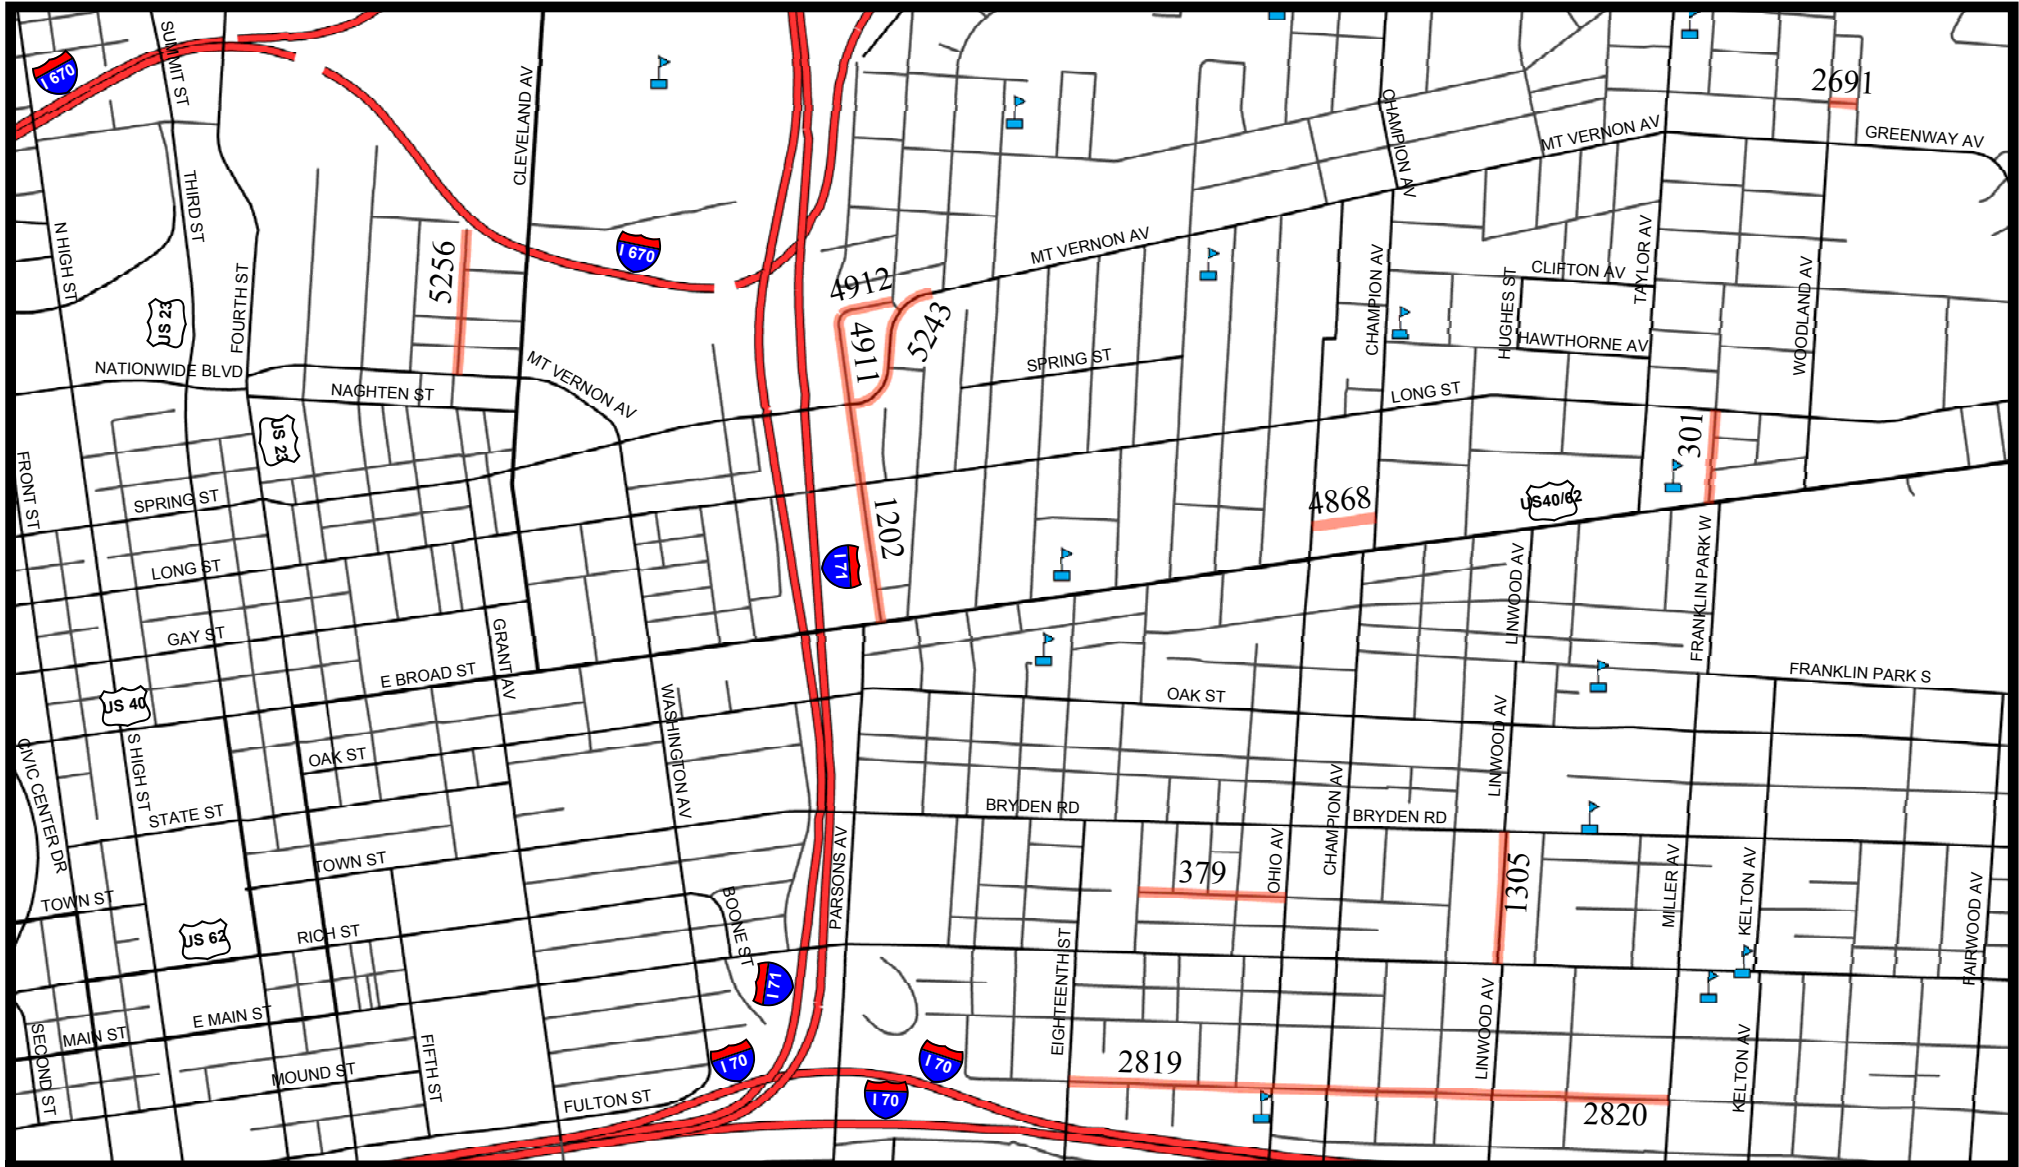 I 670
SUMMIT ST
CLEVELAND AV
2691
CHAMPION AV
MT VERNON AV
GREENWAY AV
THIRD ST
N HIGH ST
FOURTH ST
US 23
5256
I 670
MT VERNON AV
4912
4911
5243
CHAMPION AV
CLIFTON AV
HUGHES ST
TAYLOR AV
HAWTHORNE AV
WOODLAND AV
NATIONWIDE BLVD
NAGHTEN ST
MT VERNON AV
SPRING ST
LONG ST
US 23
301
FRONT ST
SPRING ST
1202
4868
US40/62
LONG ST
I 71
LINWOOD AV
FRANKLIN PARK W
GAY ST
GRANT AV
E BROAD ST
FRANKLIN PARK S
US 40
WASHINGTON AV
OAK ST
LINWOOD AV
CIVIC CENTER DR
S HIGH ST
OAK ST
STATE ST
BRYDEN RD
BRYDEN RD
CHAMPION AV
TOWN ST
PARSONS AV
379
OHIO AV
1305
MILLER AV
KELTON AV
TOWN ST
BOONE ST
FAIRWOOD AV
US 62
RICH ST
EIGHTEENTH ST
I 71
LINWOOD AV
E MAIN ST
MAIN ST
SECOND ST
FIFTH ST
MOUND ST
I 70
I 70
I 70
2819
KELTON AV
FULTON ST
2820